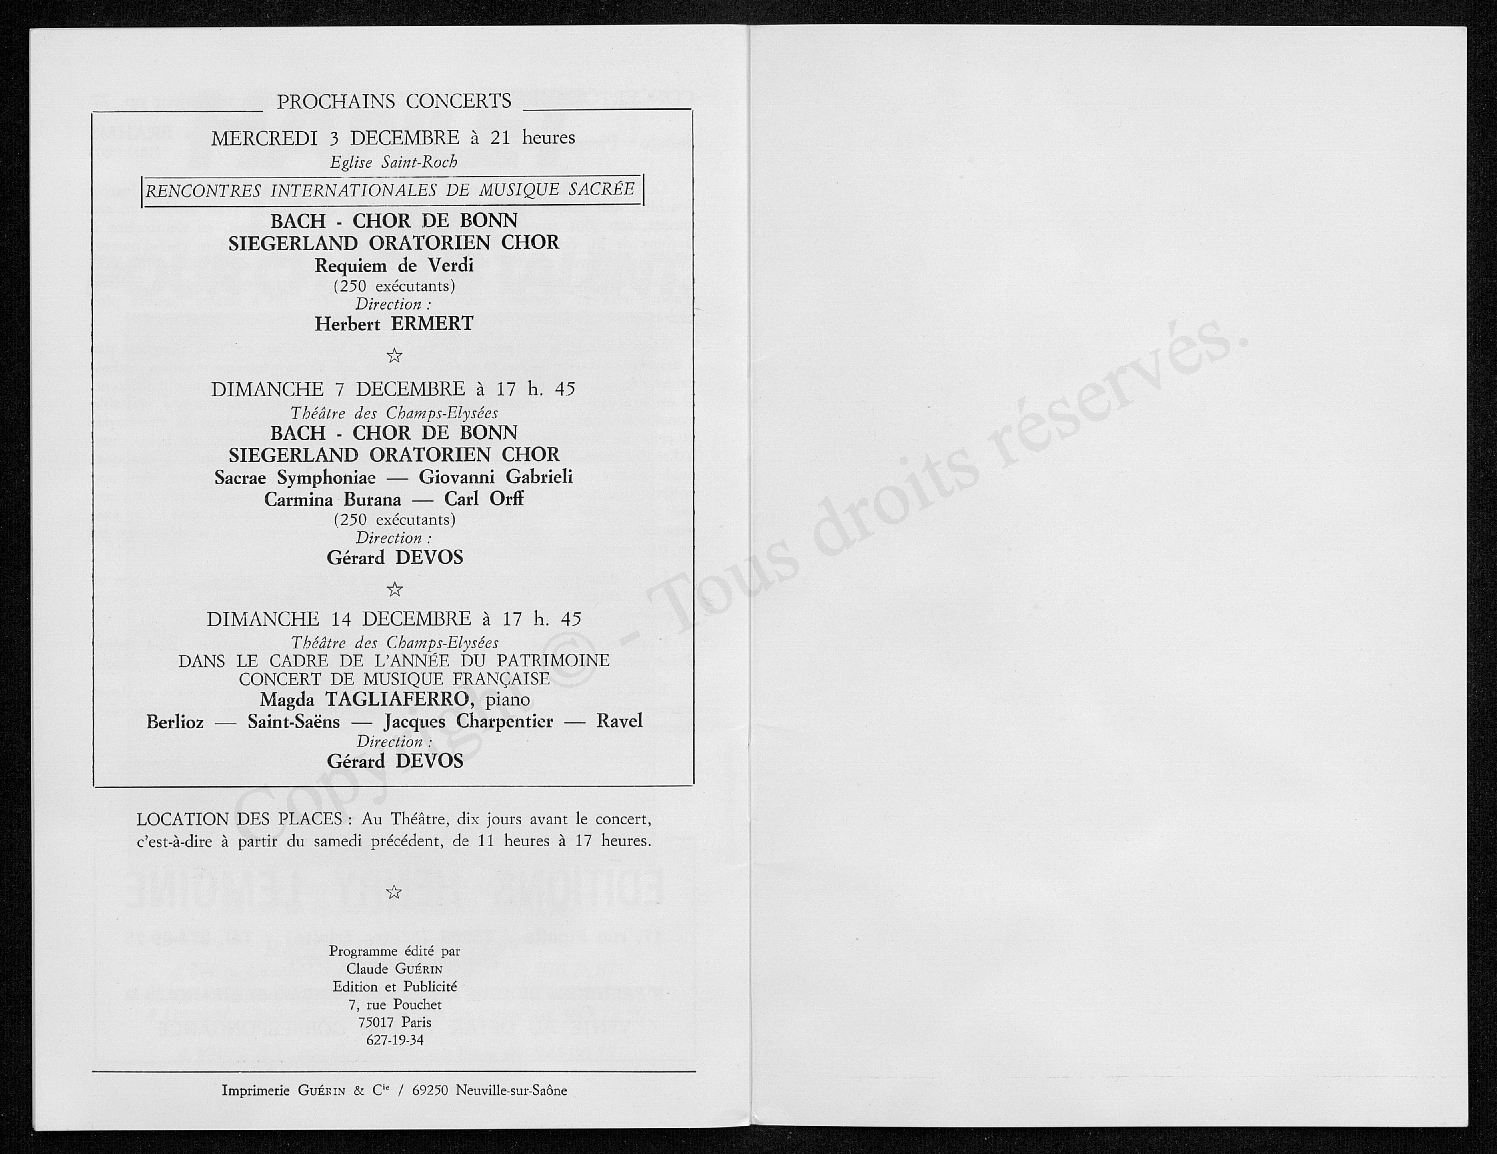 PROCHAINS CONCERTS
MERCREDI 3 DECEMBRE à 21 heures
Eglise Saint-Roch
RENCONTRES INTERNATIONALES DE MUSIQUE SACRÉE
BACH - CHOR DE BONN
SIEGERLAND ORATORIEN CHOR
Requiem de Verdi
(250 exécutants)
Direction :
Herbert ERMERT
☆
DIMANCHE 7 DECEMBRE à 17 h. 45
Théâtre des Champs-Elysées
BACH - CHOR DE BONN
SIEGERLAND ORATORIEN CHOR
Sacrae Symphoniae — Giovanni Gabrieli
Carmina Burana — Carl Orff
(250 exécutants)
Direction :
Gérard DEVOS
☆
DIMANCHE 14 DECEMBRE à 17 h. 45
Théâtre des Champs-Elysées
DANS LE CADRE DE L'ANNÉE DU PATRIMOINE
CONCERT DE MUSIQUE FRANÇAISE
Magda TAGLIAFERRO, piano
Berlioz — Saint-Saëns — Jacques Charpentier — Ravel
Direction :
Gérard DEVOS
LOCATION DES PLACES : Au Théâtre, dix jours avant le concert,
c'est-à-dire à partir du samedi précédent, de 11 heures à 17 heures.
☆
Programme édité par
Claude GUÉRIN
Edition et Publicité
7, rue Pouchet
75017 Paris
627-19-34
Imprimerie GUÉRIN & Cie / 69250 Neuville-sur-Saône
Copyright © - Tous droits réservés.